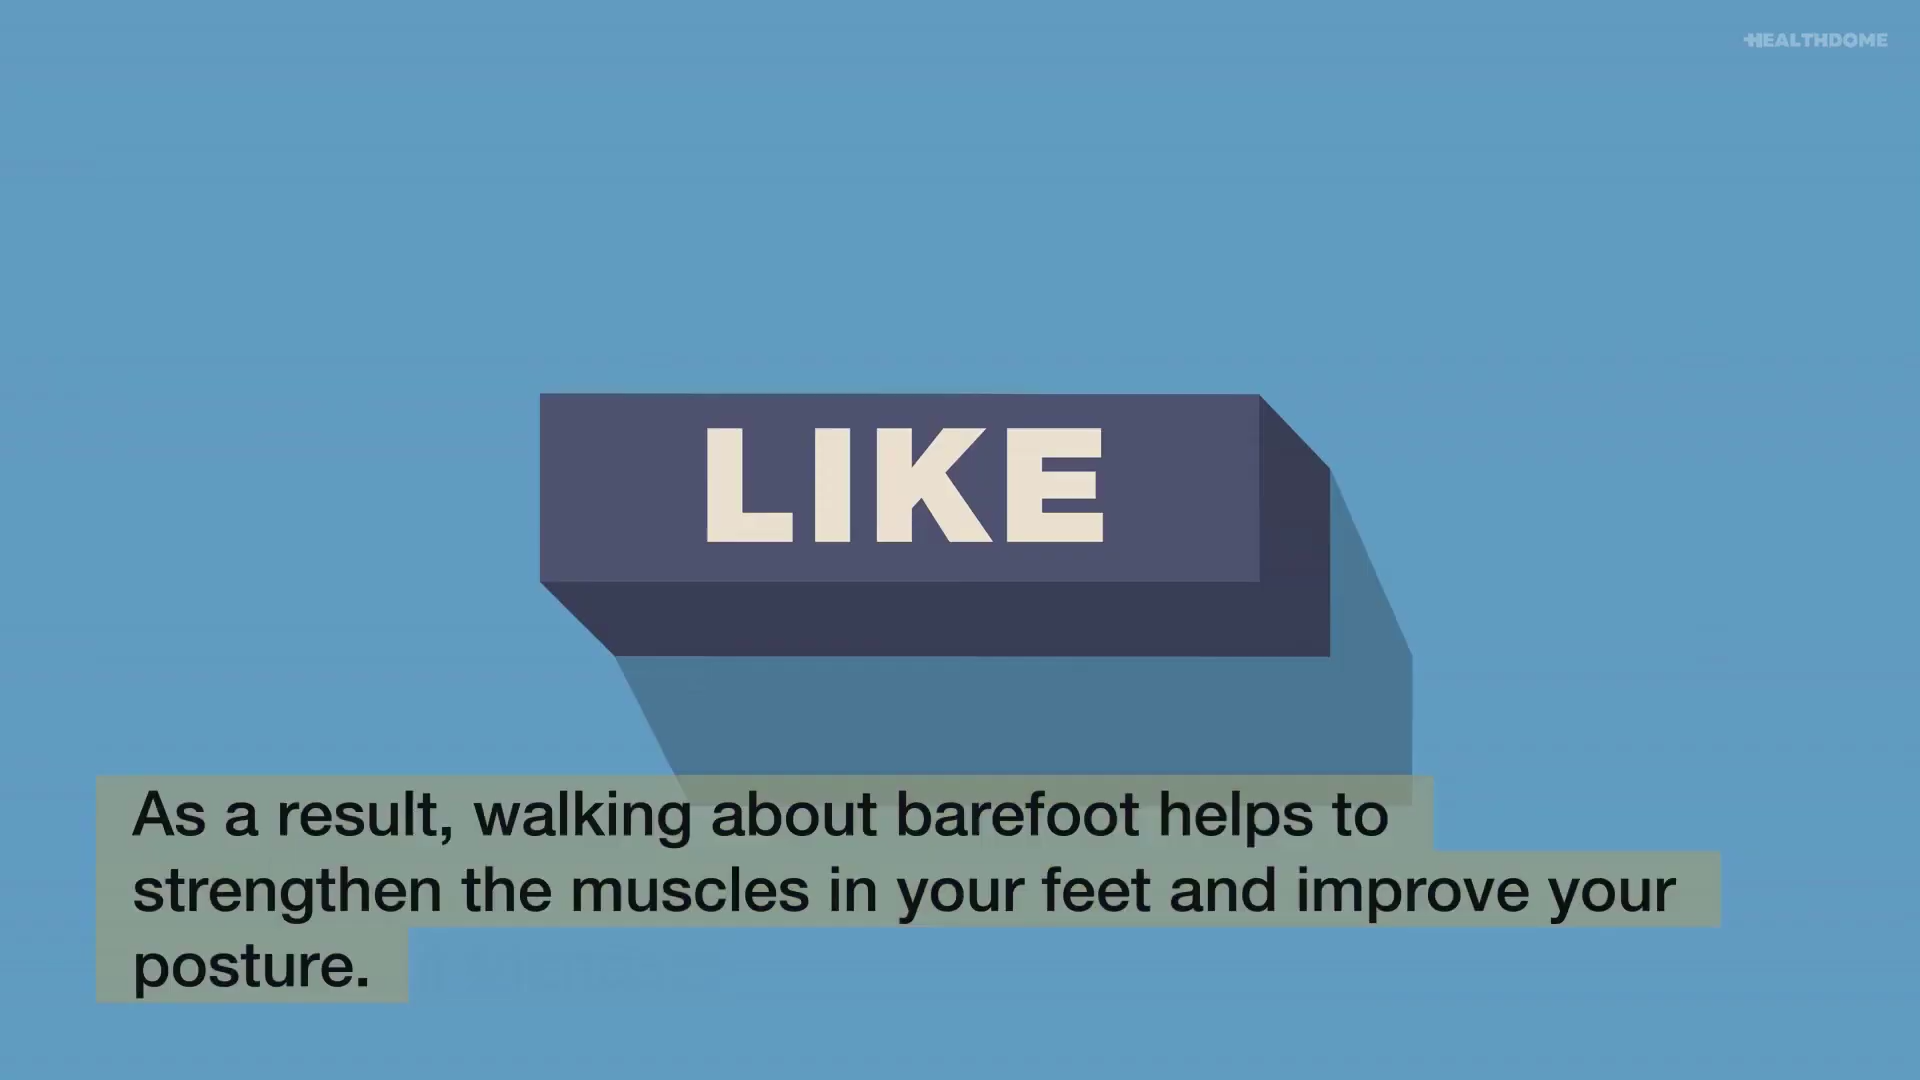 HEALTHDOME
LIKE
As a result, walking about barefoot helps to
strengthen the muscles in your feet and improve your
posture.